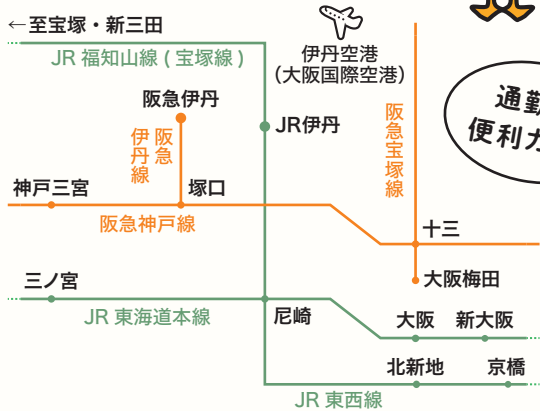 ←至宝塚・新三田
JR 福知山線 ( 宝塚線 )
伊丹空港
（大阪国際空港）
阪急伊丹
阪急
伊丹線
JR伊丹
阪急宝塚線
通勤
便利
神戸三宮
塚口
阪急神戸線
十三
大阪梅田
三ノ宮
JR 東海道本線
尼崎
大阪
新大阪
北新地
京橋
JR 東西線